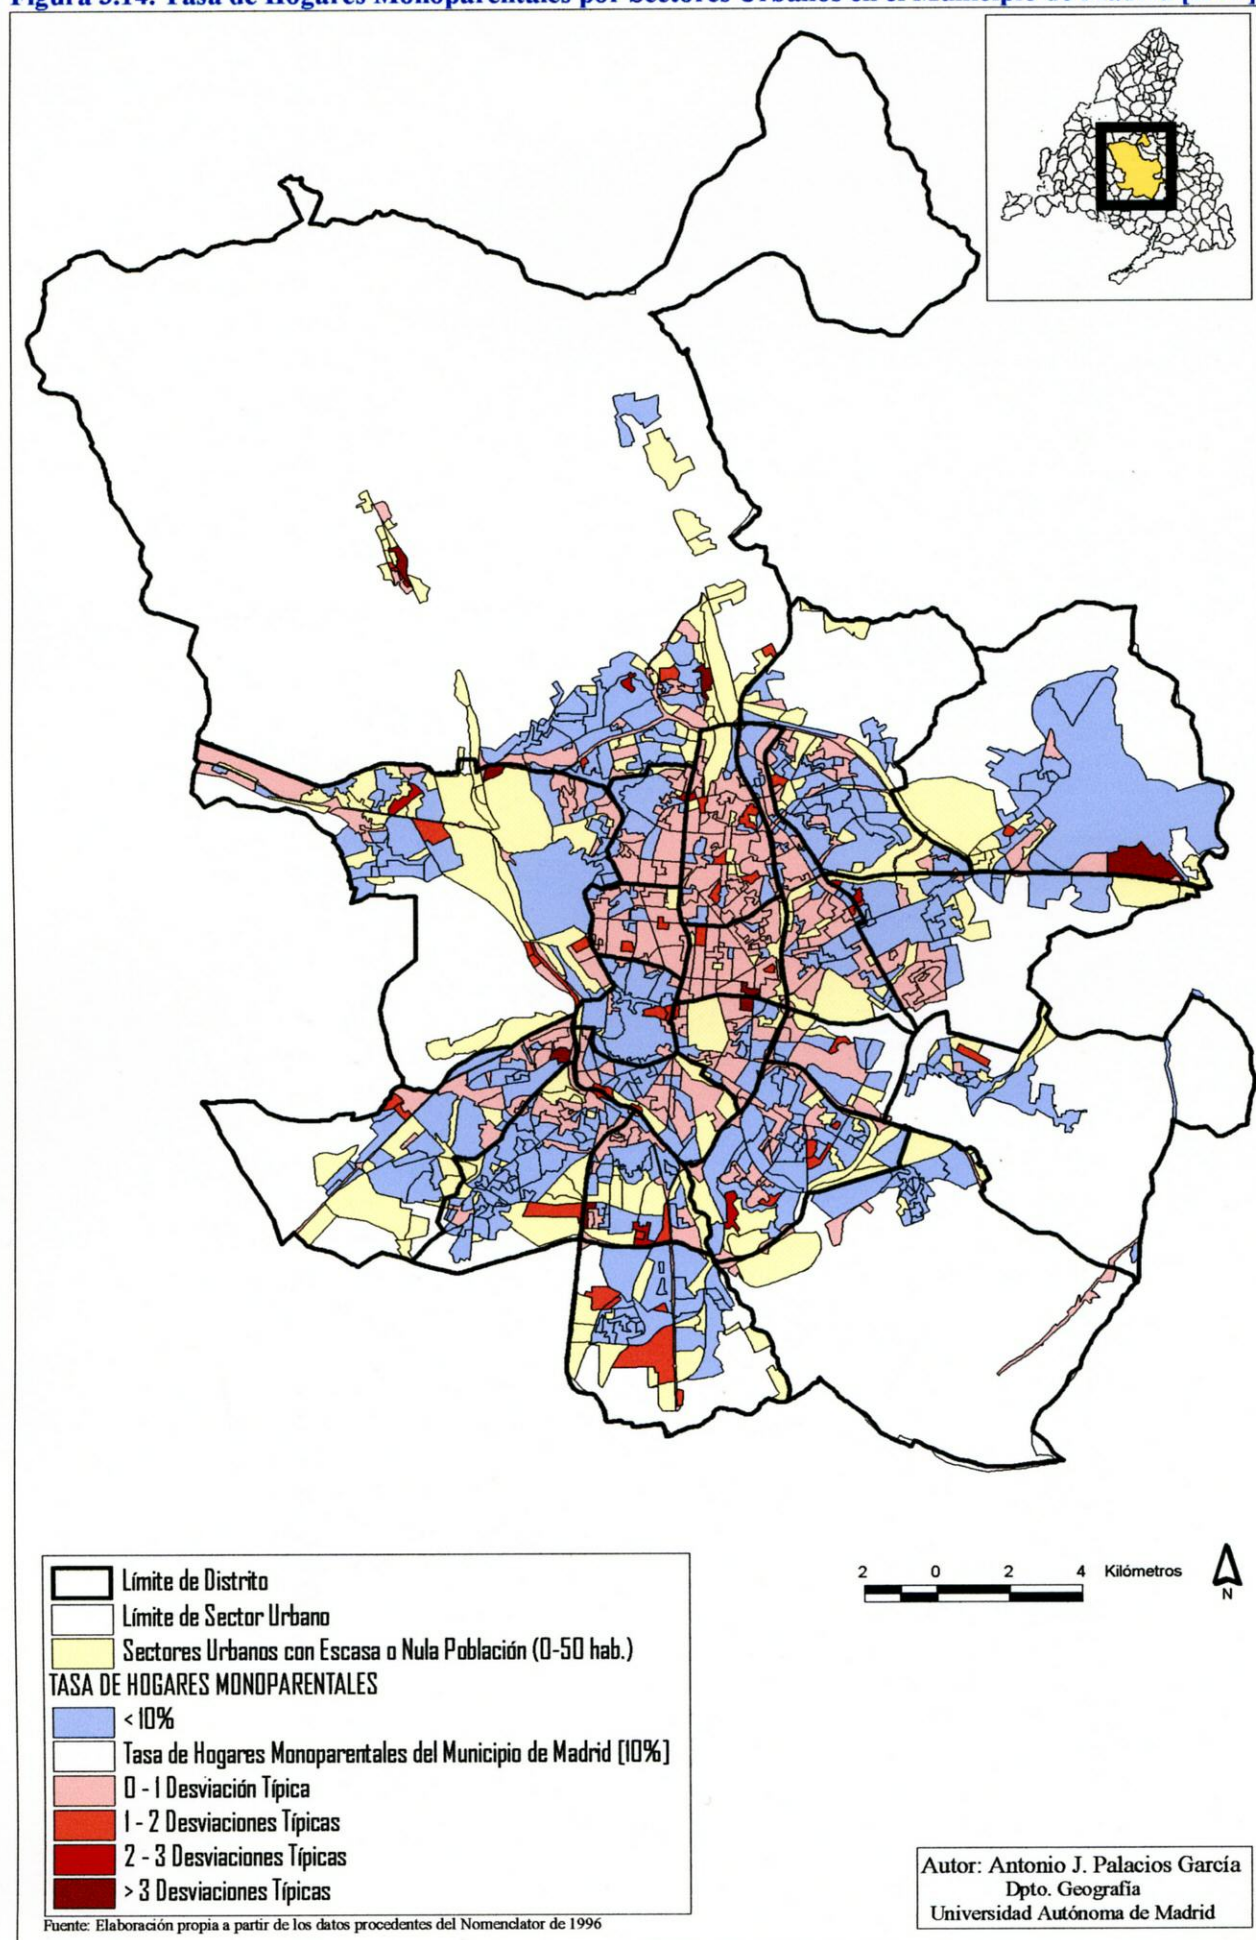 Figura 5.14. Tasa de Hogares Monoparentales por Sectores Urbanos en el Municipio de
Límite de Distrito
Límite de Sector Urbano
Sectores Urbanos con Escasa o Nula Población (0-50 hab.)
TASA DE HOGARES MONOPARENTALES
< 10%
Tasa de Hogares Monoparentales del Municipio de Madrid [10%]
0 - 1 Desviación Típica
1 - 2 Desviaciones Típicas
2 - 3 Desviaciones Típicas
> 3 Desviaciones Típicas
Fuente: Elaboración propia a partir de los datos procedentes del Nomenclator de 1996
2 0 2 4 Kilómetros
N
Autor: Antonio J. Palacios García
Dpto. Geografía
Universidad Autónoma de Madrid